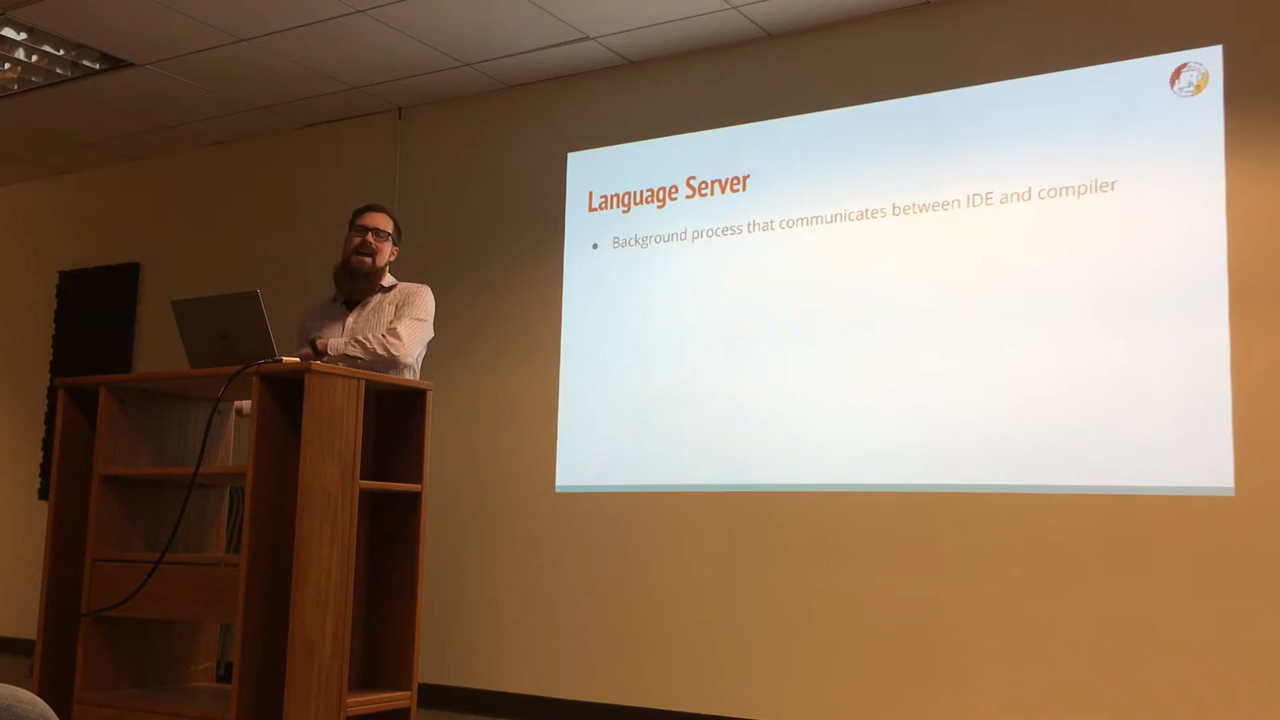 Language Server
● Background process that communicates between IDE and compiler